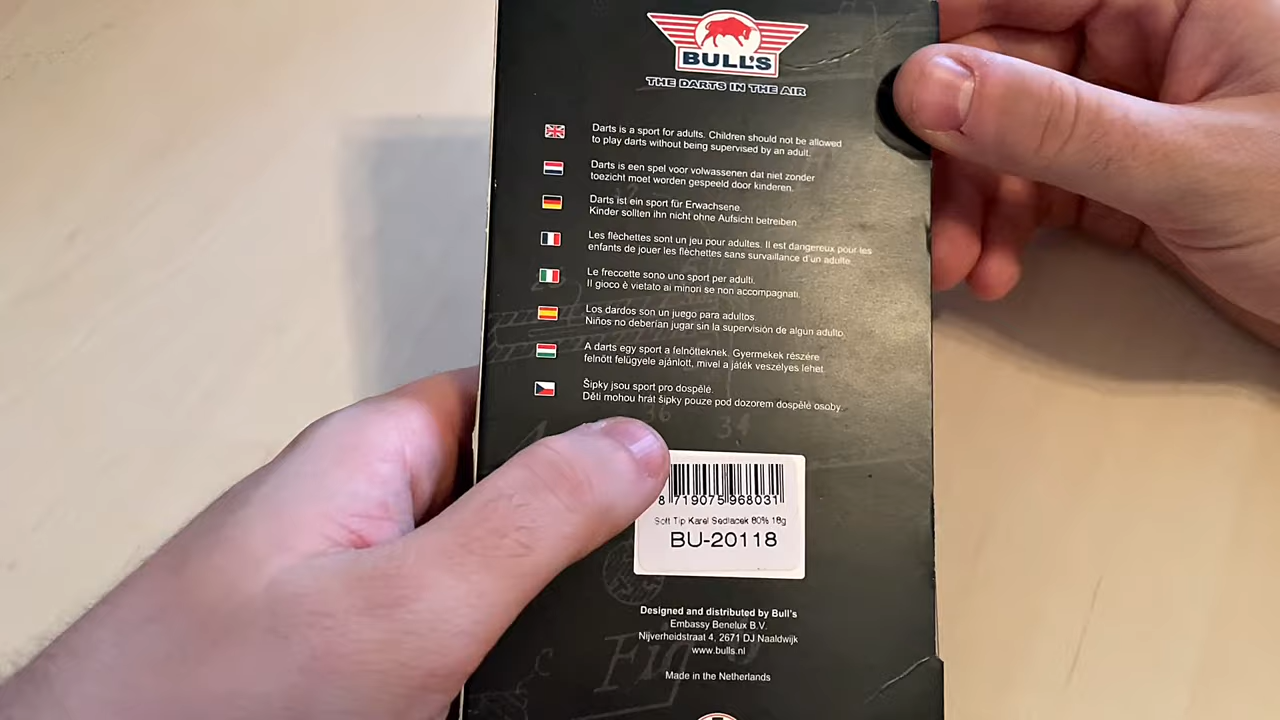 BULL'S
THE DARTS IN THE AIR
Darts is a sport for adults. Children should not be allowed
to play darts without being supervised by an adult.
Darts is een spel voor volwassenen dat niet zonder
toezicht moet worden gespeeld door kinderen.
Darts ist ein sport für Erwachsene.
Kinder sollten ihn nicht ohne Aufsicht betreiben.
Les flèchettes sont un jeu pour adultes. Il est dangereux pour les
enfants de jouer les flèchettes sans survaillance d'un adulte.
Le freccette sono uno sport per adulti.
Il gioco è vietato ai minori se non accompagnati.
Los dardos son un juego para adultos.
Niños no deberían jugar sin la supervisión de algun adulto.
A darts egy sport a felnőtteknek. Gyermekek részére
felnőtt felügyele ajánlott, mivel a játék veszélyes lehet.
Šipky jsou sport pro dospělé.
Děti mohou hrát šipky pouze pod dozorem dospělé osoby.
36 34
8 719075 968031
Soft Tip Karel Sedlacek 80% 18g
BU-20118
Designed and distributed by Bull's
Embassy Benelux B.V.
Nijverheidstraat 4, 2671 DJ Naaldwijk
www.bulls.nl
Fig
Made in the Netherlands